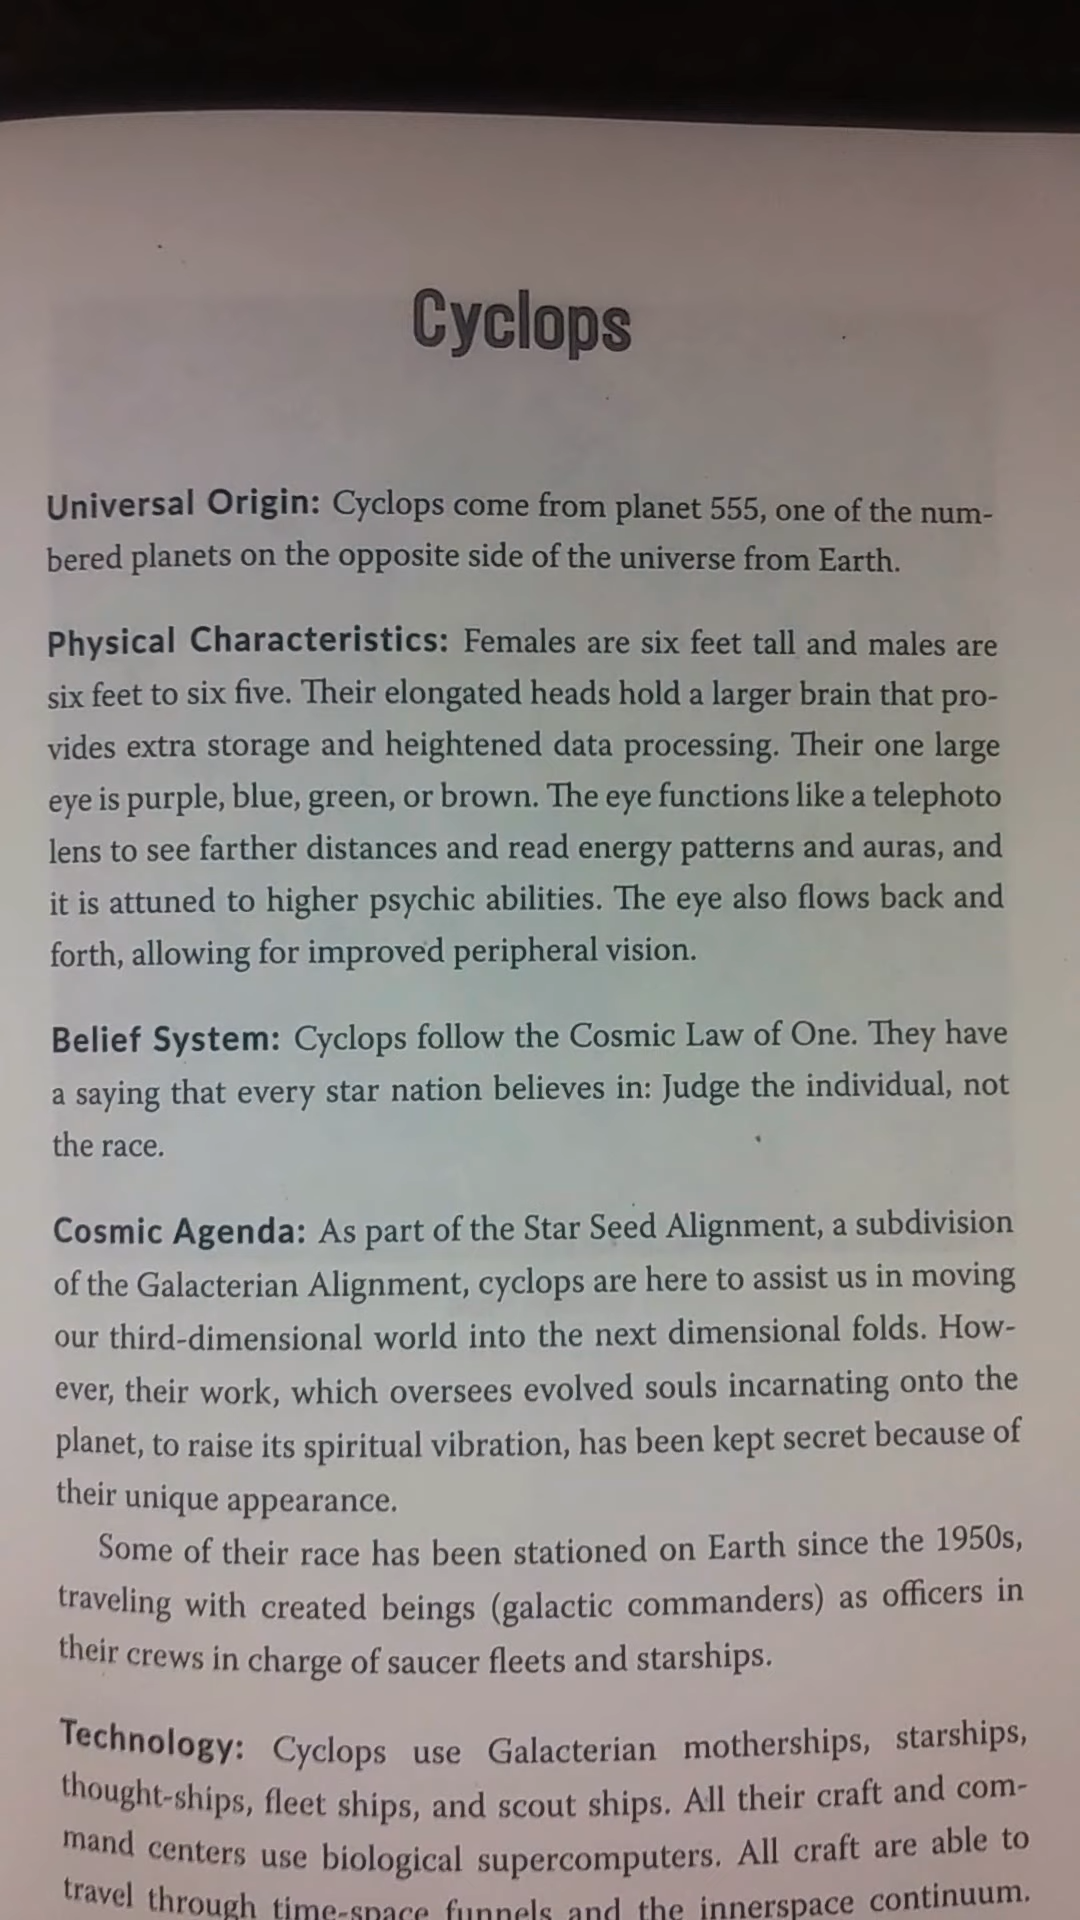 Cyclops
Universal Origin: Cyclops come from planet 555, one of the num-
bered planets on the opposite side of the universe from Earth.
Physical Characteristics: Females are six feet tall and males are
six feet to six five. Their elongated heads hold a larger brain that pro-
vides extra storage and heightened data processing. Their one large
eye is purple, blue, green, or brown. The eye functions like a telephoto
lens to see farther distances and read energy patterns and auras, and
it is attuned to higher psychic abilities. The eye also flows back and
forth, allowing for improved peripheral vision.
Belief System: Cyclops follow the Cosmic Law of One. They have
a saying that every star nation believes in: Judge the individual, not
the race.
Cosmic Agenda: As part of the Star Seed Alignment, a subdivision
of the Galacterian Alignment, cyclops are here to assist us in moving
our third-dimensional world into the next dimensional folds. How-
ever, their work, which oversees evolved souls incarnating onto the
planet, to raise its spiritual vibration, has been kept secret because of
their unique appearance.
Some of their race has been stationed on Earth since the 1950s,
traveling with created beings (galactic commanders) as officers in
their crews in charge of saucer fleets and starships.
Technology: Cyclops use Galacterian motherships, starships,
thought-ships, fleet ships, and scout ships. All their craft and com-
mand centers use biological supercomputers. All craft are able to
travel through time-space funnels and the innerspace continuum.